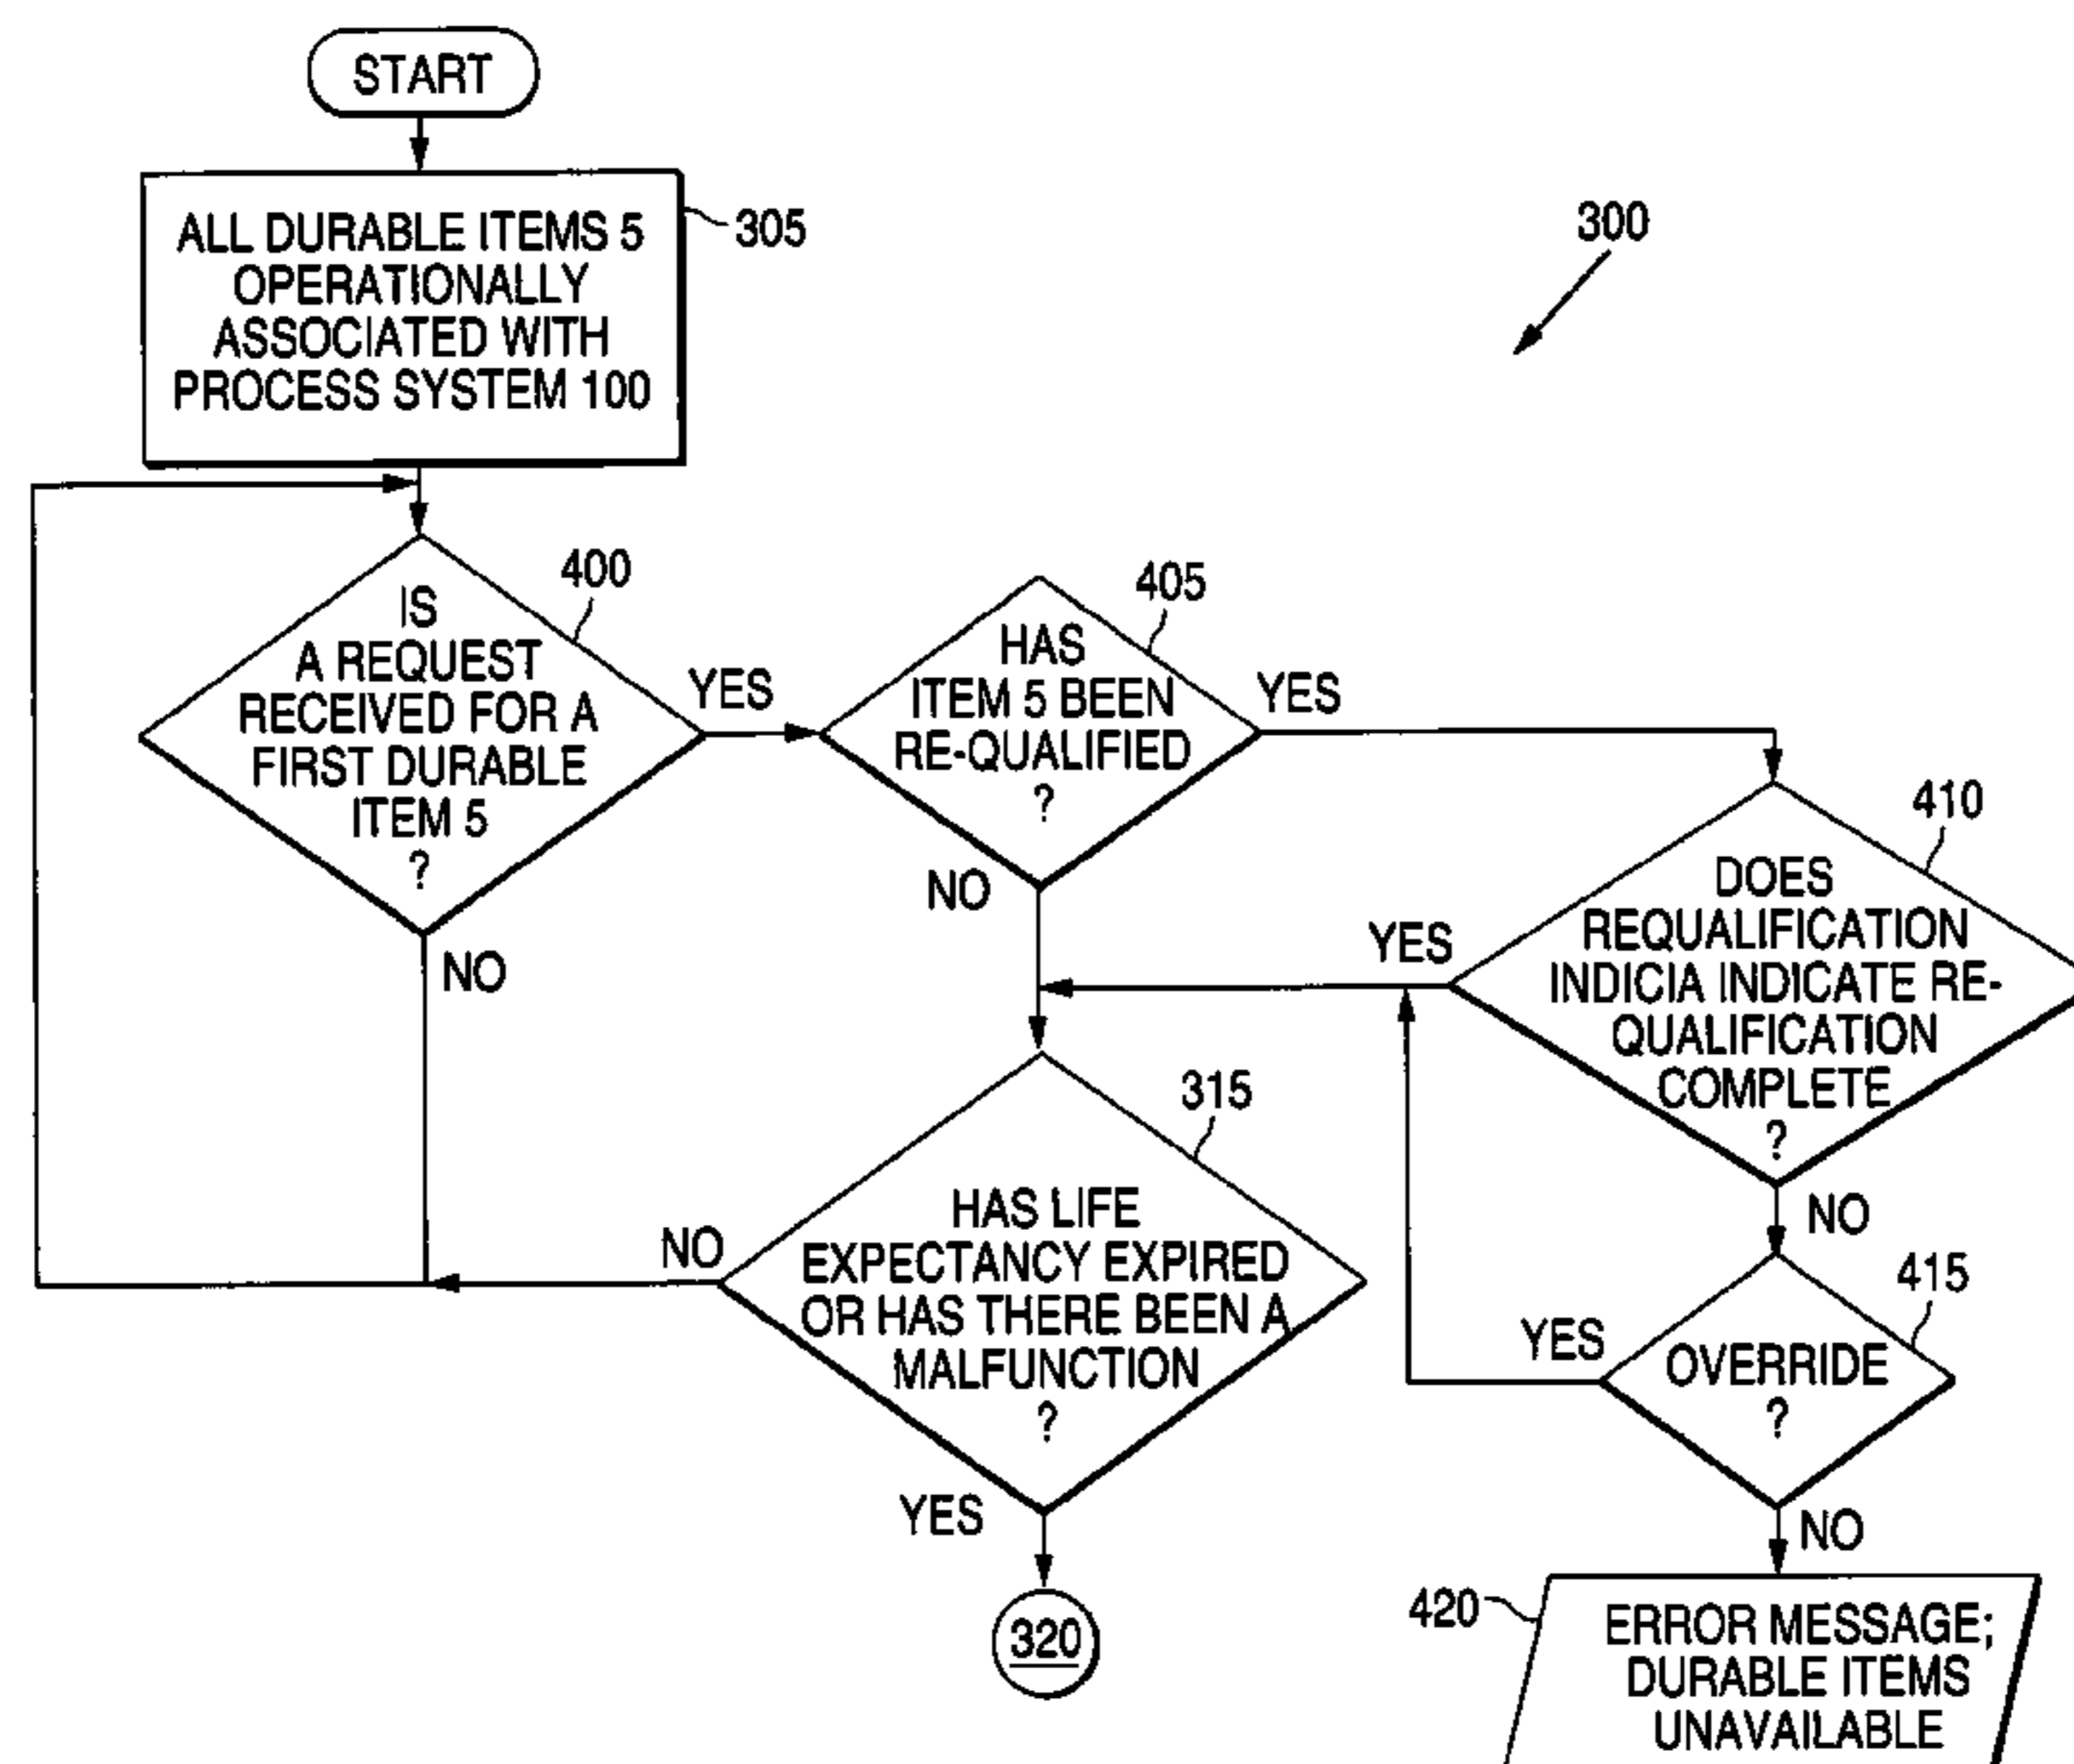 START
ALL DURABLE ITEMS 5
OPERATIONALLY
ASSOCIATED WITH
PROCESS SYSTEM 100
305
300
IS
A REQUEST
RECEIVED FOR A
FIRST DURABLE
ITEM 5
?
400
YES
NO
HAS
ITEM 5 BEEN
RE-QUALIFIED
?
405
YES
NO
DOES
REQUALIFICATION
INDICIA INDICATE RE-
QUALIFICATION
COMPLETE
?
410
YES
NO
HAS LIFE
EXPECTANCY EXPIRED
OR HAS THERE BEEN A
MALFUNCTION
?
315
NO
YES
OVERRIDE
?
415
YES
NO
320
420
ERROR MESSAGE;
DURABLE ITEMS
UNAVAILABLE